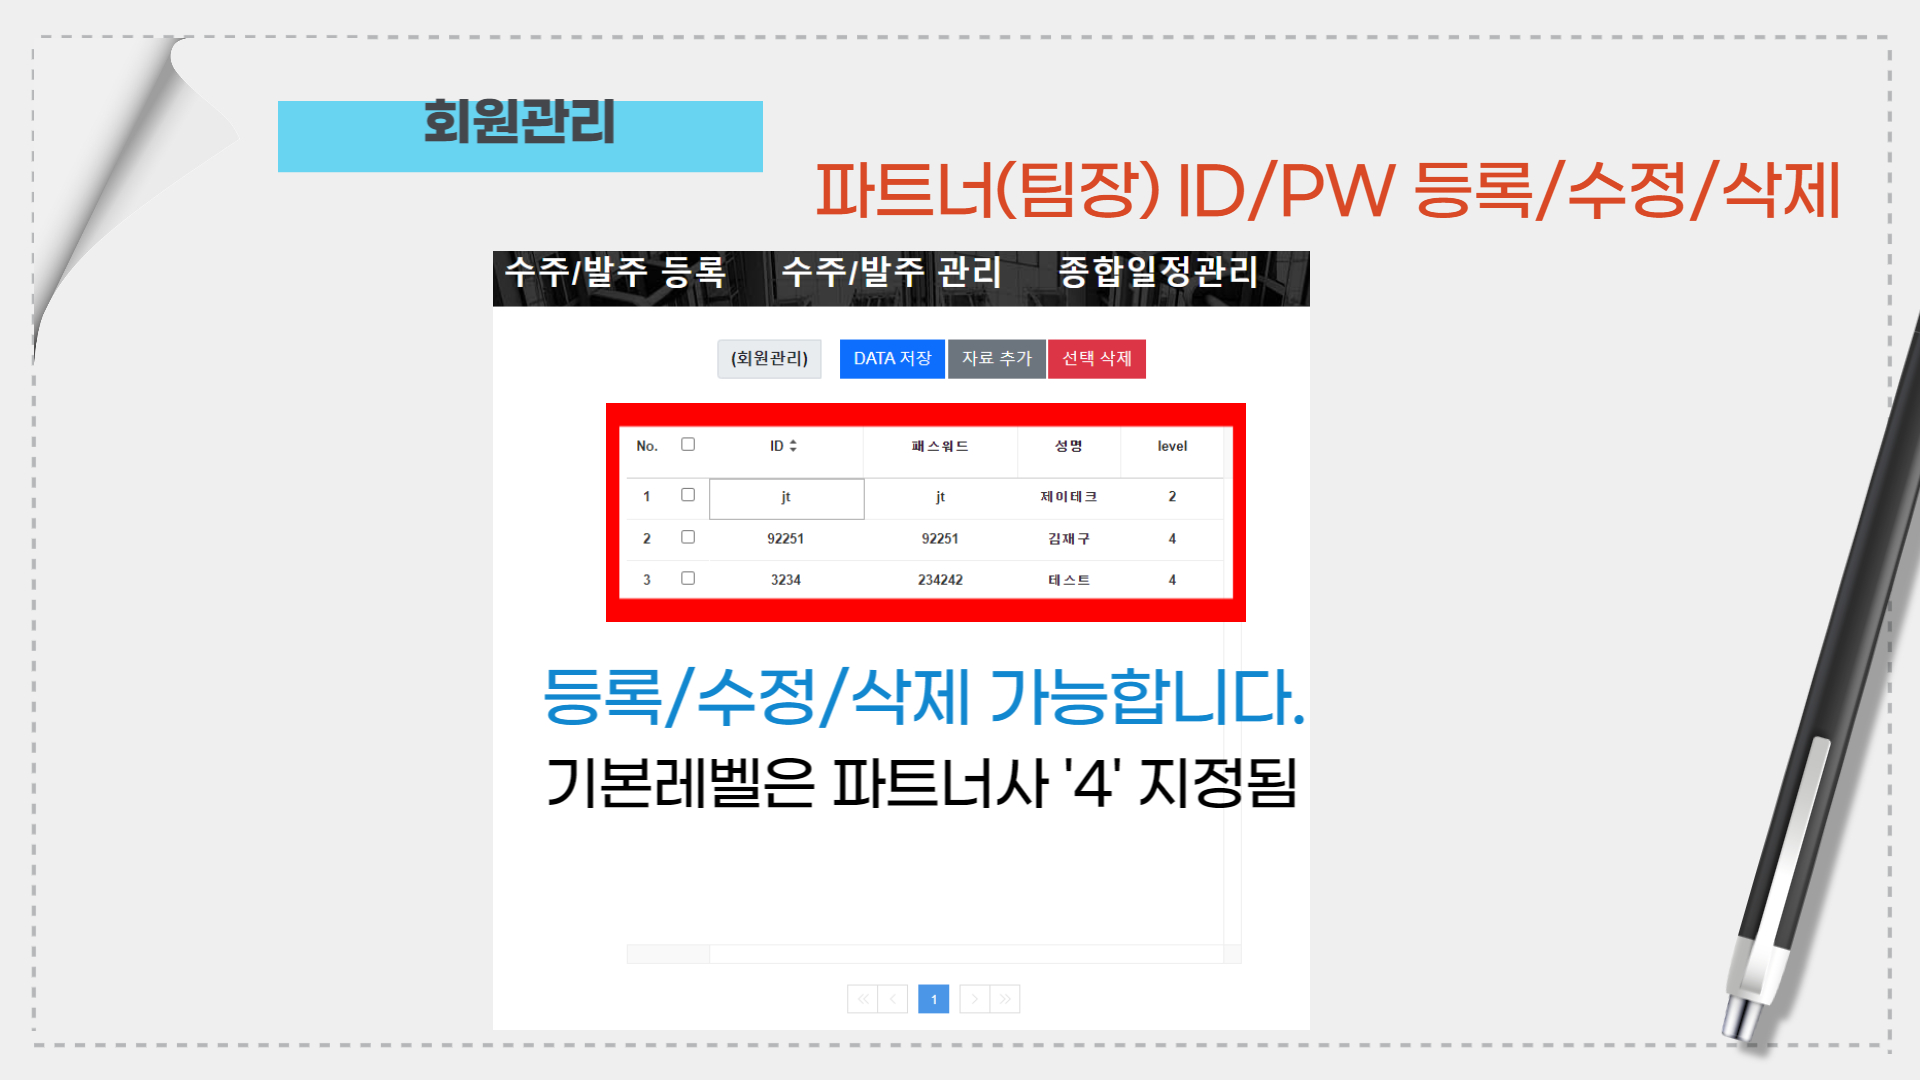 회원관리
파트너(팀장) ID/PW 등록/수정/삭제
수주/발주 등록 수주/발주 관리 종합일정관리
(회원관리) DATA 저장 자료 추가 선택 삭제
No. ID 패스워드 성명 level
1 jt jt 제이테크 2
2 92251 92251 김재구 4
3 3234 234242 테스트 4
등록/수정/삭제 가능합니다.
기본레벨은 파트너사 '4' 지정됨
« ‹ 1 › »